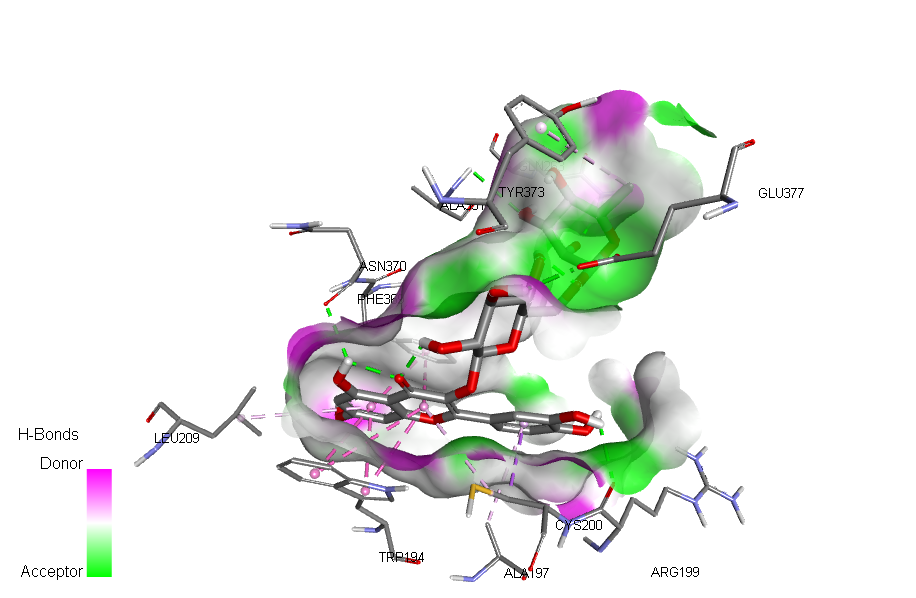 TYR373
GLU377
ASN370
H-Bonds
Donor
Acceptor
LEU209
TRP194
ALA197
CYS200
ARG199